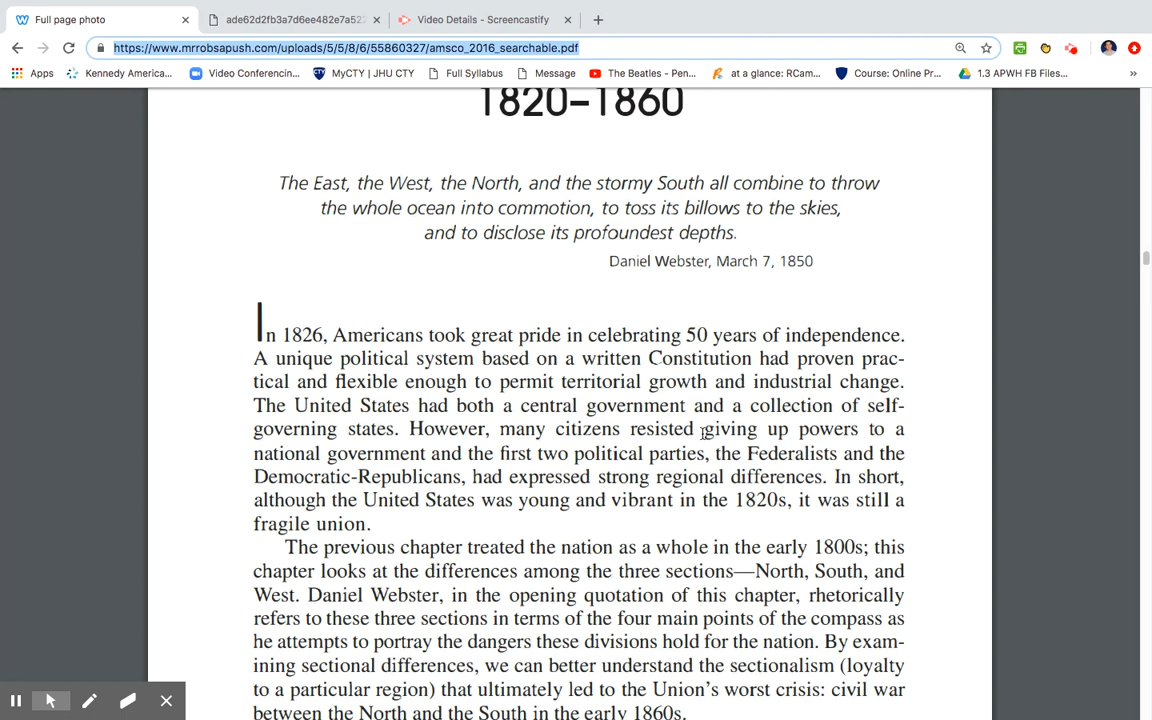 Full page photo
ade62d2fb3a7d6ee482e7a522
Video Details - Screencastify
https://www.mrrobsapush.com/uploads/5/5/8/6/55860327/amsco_2016_searchable.pdf
Apps
Kennedy America...
Video Conferencin...
MyCTY | JHU CTY
Full Syllabus
Message
The Beatles - Pen...
at a glance: RCam...
Course: Online Pr...
1.3 APWH FB Files...
»
1820–1860
The East, the West, the North, and the stormy South all combine to throw
the whole ocean into commotion, to toss its billows to the skies,
and to disclose its profoundest depths.
Daniel Webster, March 7, 1850
In 1826, Americans took great pride in celebrating 50 years of independence.
A unique political system based on a written Constitution had proven prac-
tical and flexible enough to permit territorial growth and industrial change.
The United States had both a central government and a collection of self-
governing states. However, many citizens resisted giving up powers to a
national government and the first two political parties, the Federalists and the
Democratic-Republicans, had expressed strong regional differences. In short,
although the United States was young and vibrant in the 1820s, it was still a
fragile union.
The previous chapter treated the nation as a whole in the early 1800s; this
chapter looks at the differences among the three sections—North, South, and
West. Daniel Webster, in the opening quotation of this chapter, rhetorically
refers to these three sections in terms of the four main points of the compass as
he attempts to portray the dangers these divisions hold for the nation. By exam-
ining sectional differences, we can better understand the sectionalism (loyalty
to a particular region) that ultimately led to the Union's worst crisis: civil war
between the North and the South in the early 1860s.